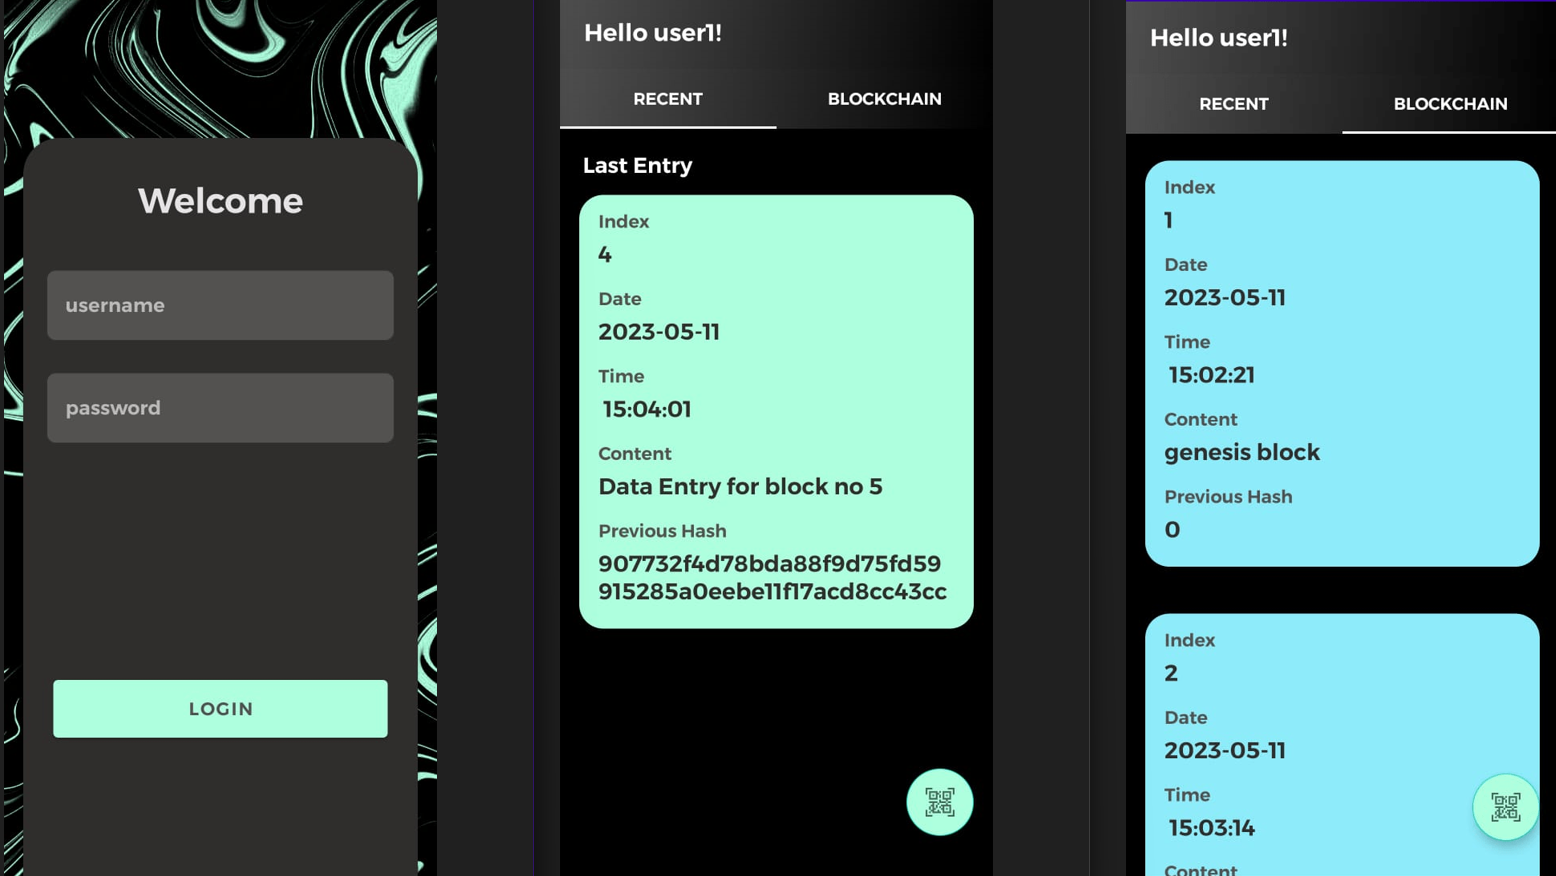 Welcome
username
password
LOGIN
Hello user1!
RECENT
BLOCKCHAIN
Last Entry
Index
4
Date
2023-05-11
Time
15:04:01
Content
Data Entry for block no 5
Previous Hash
907732f4d78bda88f9d75fd59
915285a0eebe11f17acd8cc43cc
Hello user1!
RECENT
BLOCKCHAIN
Index
1
Date
2023-05-11
Time
15:02:21
Content
genesis block
Previous Hash
0
Index
2
Date
2023-05-11
Time
15:03:14
Content